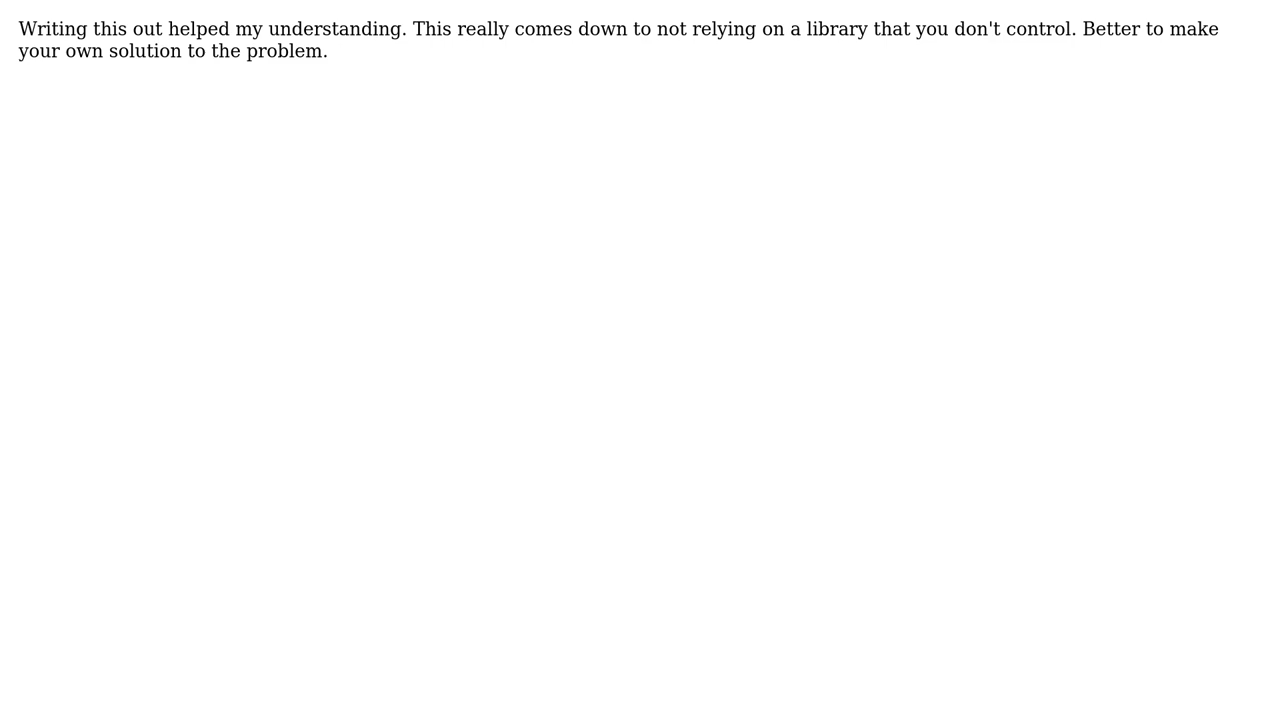 Writing this out helped my understanding. This really comes down to not relying on a library that you don't control. Better to make
your own solution to the problem.